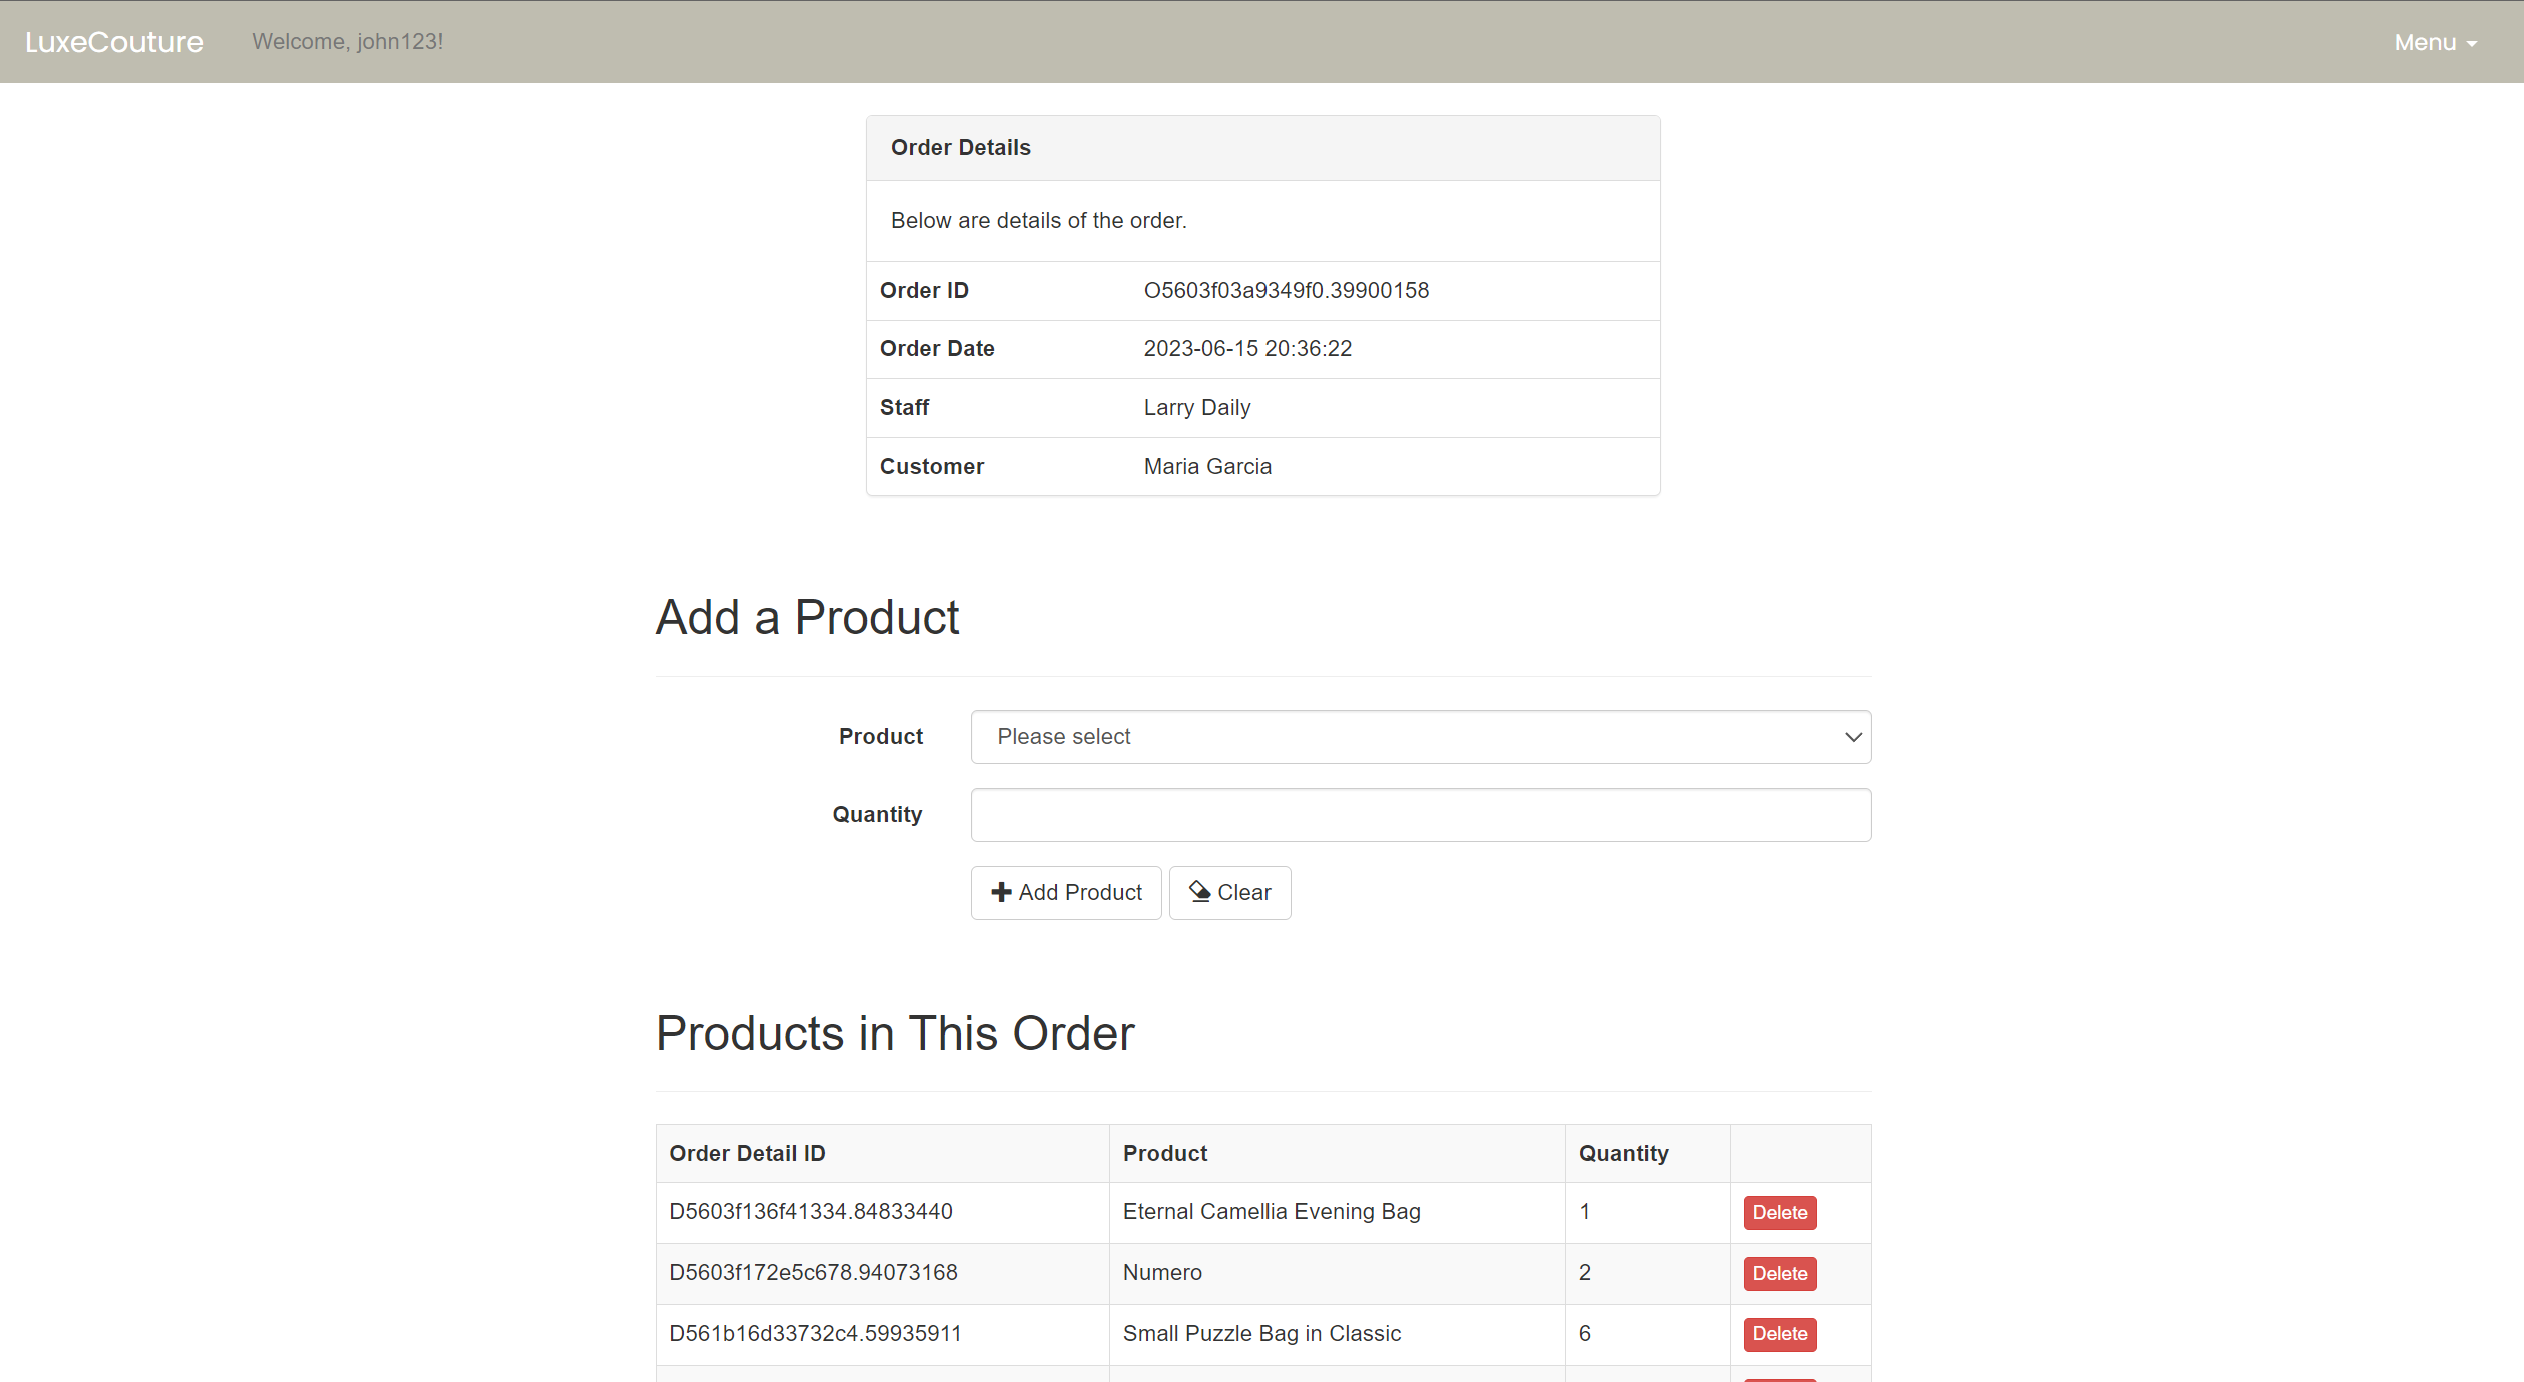 LuxeCouture Welcome, john123! Menu
Order Details
Below are details of the order.
Order ID O5603f03a9349f0.39900158
Order Date 2023-06-15 20:36:22
Staff Larry Daily
Customer Maria Garcia
Add a Product
Product Please select
Quantity
Add Product Clear
Products in This Order
Order Detail ID Product Quantity
D5603f136f41334.84833440 Eternal Camellia Evening Bag 1 Delete
D5603f172e5c678.94073168 Numero 2 Delete
D561b16d33732c4.59935911 Small Puzzle Bag in Classic 6 Delete